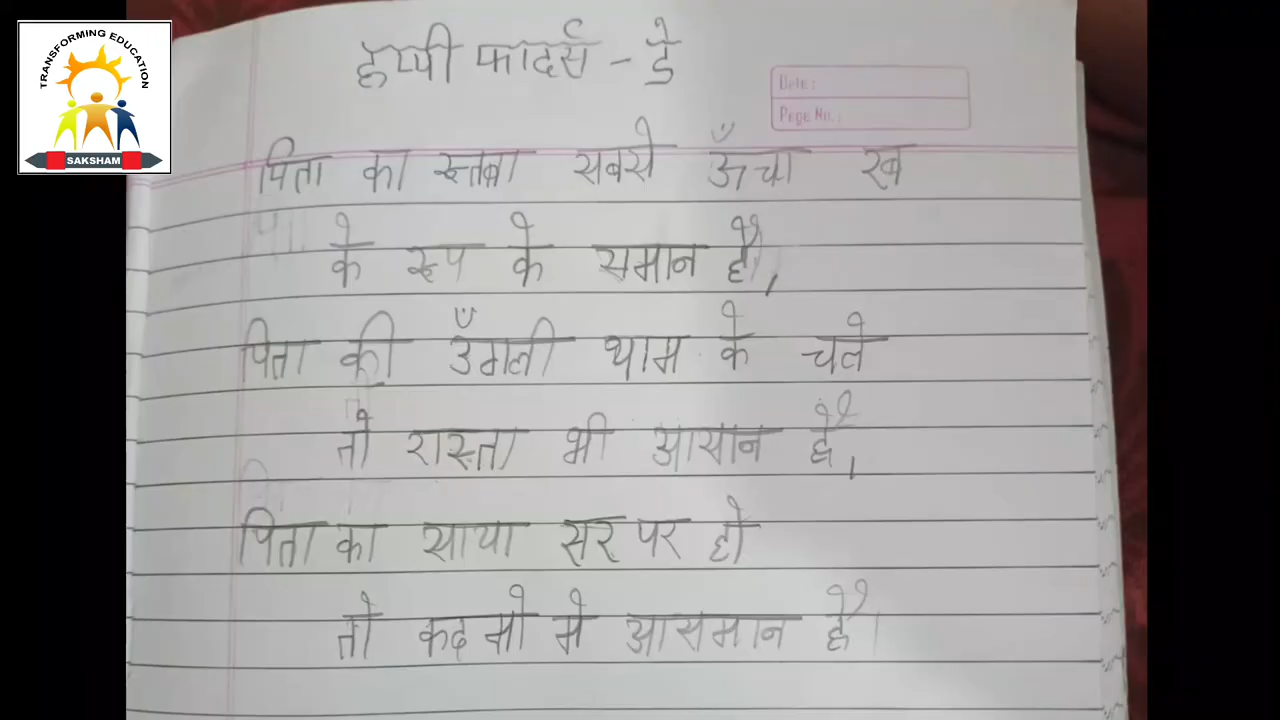 TRANSFORMING EDUCATION
SAKSHAM
हैप्पी फादर्स - डे
Date:
Page No.:
पिता का रूतबा सबसे ऊँचा रब
के रूप के समान है,
पिता की उँगली थाम के चले
तो रास्ता भी आसान है,
पिता का साया सर पर हो
तो कदमो मे आसमान है।